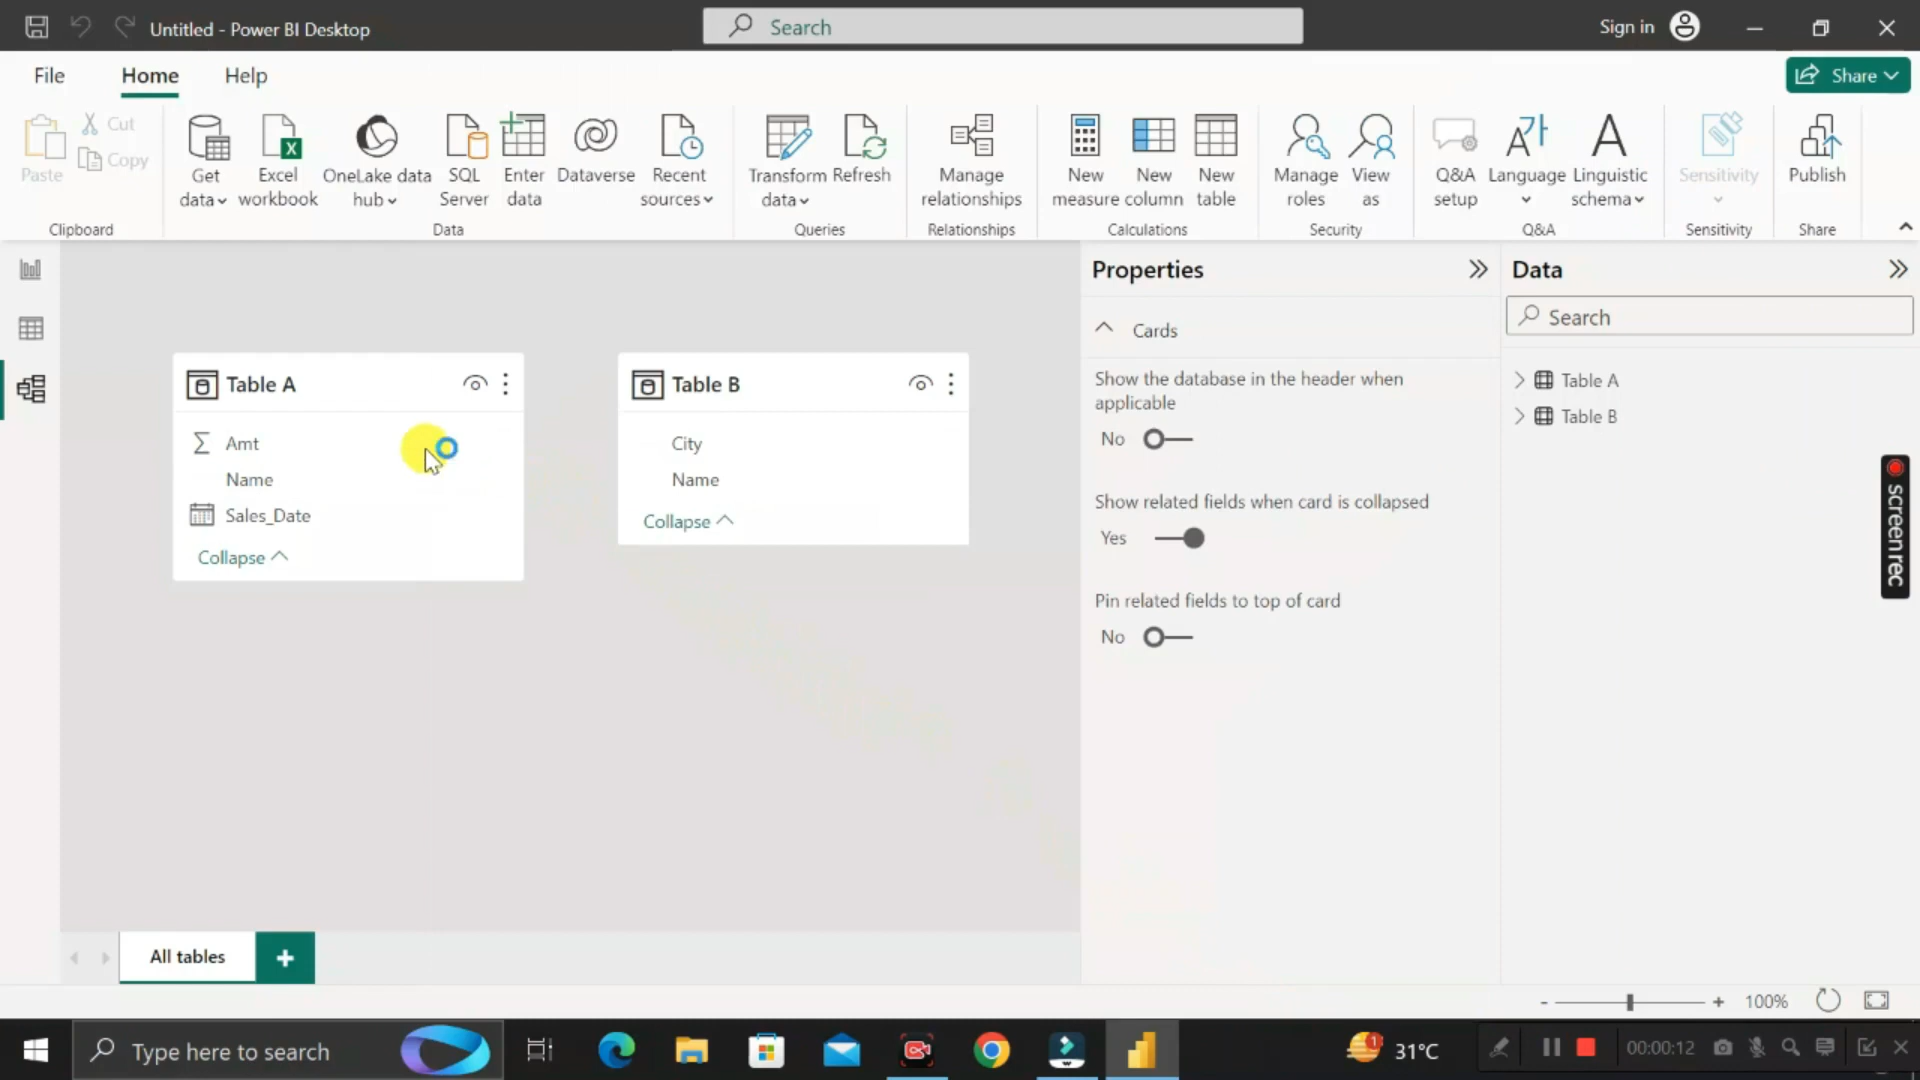 Untitled - Power BI Desktop
Search
Sign in
File
Home
Help
Share
Paste
Cut
Copy
Get data
Excel workbook
OneLake data hub
SQL Server
Enter data
Dataverse
Recent sources
Transform data
Refresh
Manage relationships
New measure
New column
New table
Manage roles
View as
Q&A setup
Language
Linguistic schema
Sensitivity
Publish
Clipboard
Data
Queries
Relationships
Calculations
Security
Q&A
Sensitivity
Share
Table A
Amt
Name
Sales_Date
Collapse
Table B
City
Name
Collapse
Properties
Cards
Show the database in the header when
applicable
No
Show related fields when card is collapsed
Yes
Pin related fields to top of card
No
Data
Search
Table A
Table B
screenrec
All tables
+
- + 100%
Type here to search
1
31°C
00:00:12